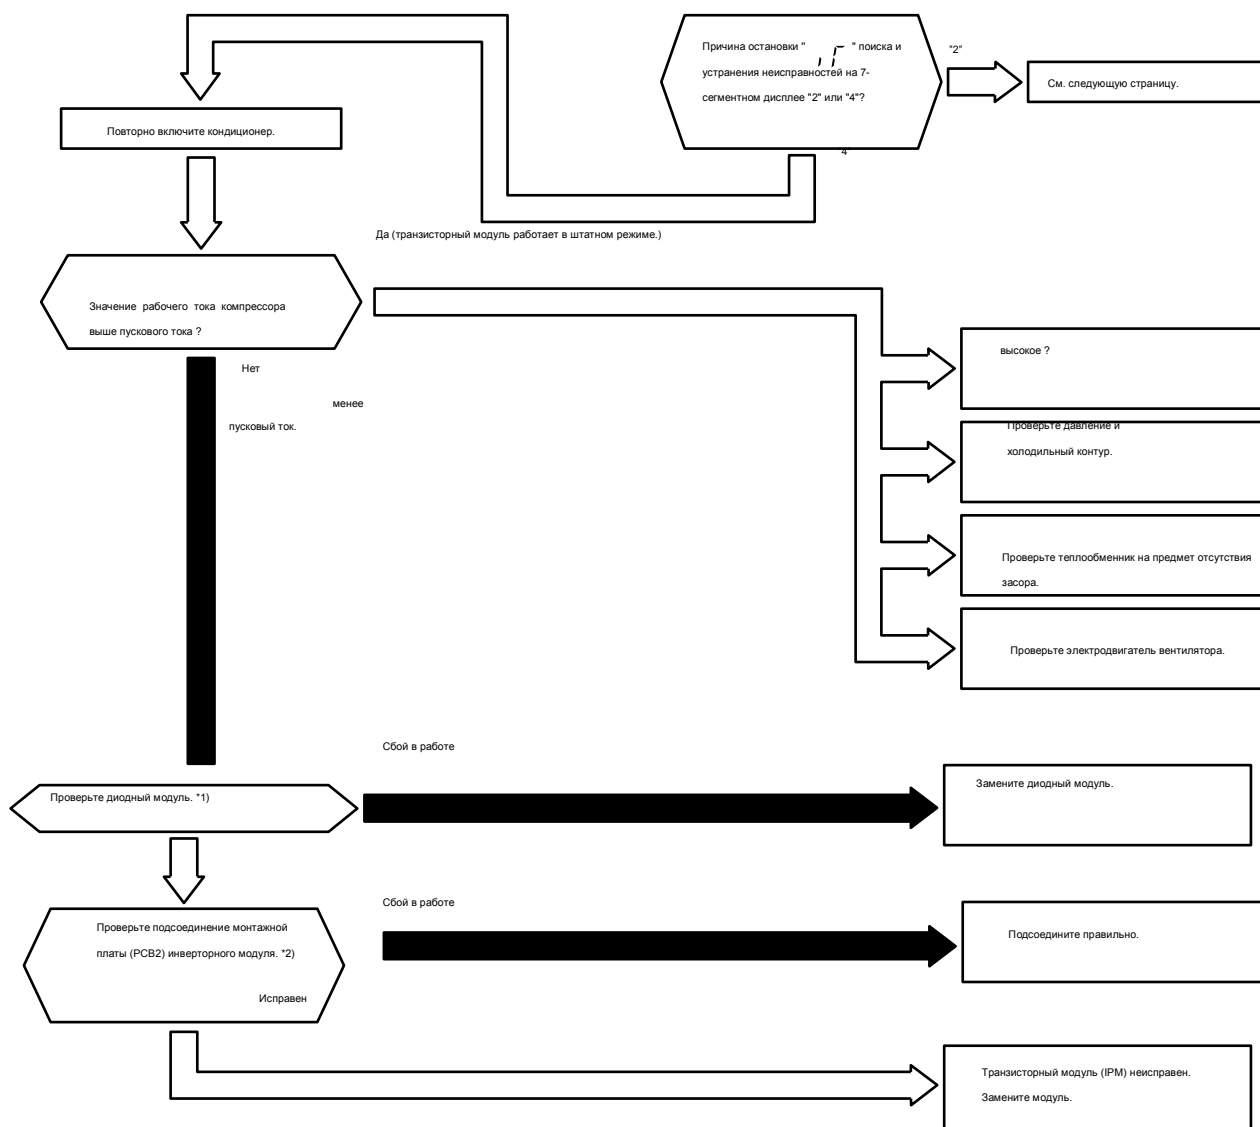 Причина остановки " " поиска и
устранения неисправностей на 7-
сегментном дисплее "2" или "4"?
"2"
См. следующую страницу.
"4
Повторно включите кондиционер.
Да (транзисторный модуль работает в штатном режиме.)
Значение рабочего тока компрессора
выше пускового тока ?
Нет
менее
пусковый ток.
высокое ?
Проверьте давление и
холодильный контур.
Проверьте теплообменник на предмет отсутствия
засора.
Проверьте электродвигатель вентилятора.
Сбой в работе
Проверьте диодный модуль. *1)
Замените диодный модуль.
Сбой в работе
Проверьте подсоединение монтажной
платы (PCB2) инверторного модуля. *2)
Исправен
Подсоедините правильно.
Транзисторный модуль (IPM) неисправен.
Замените модуль.